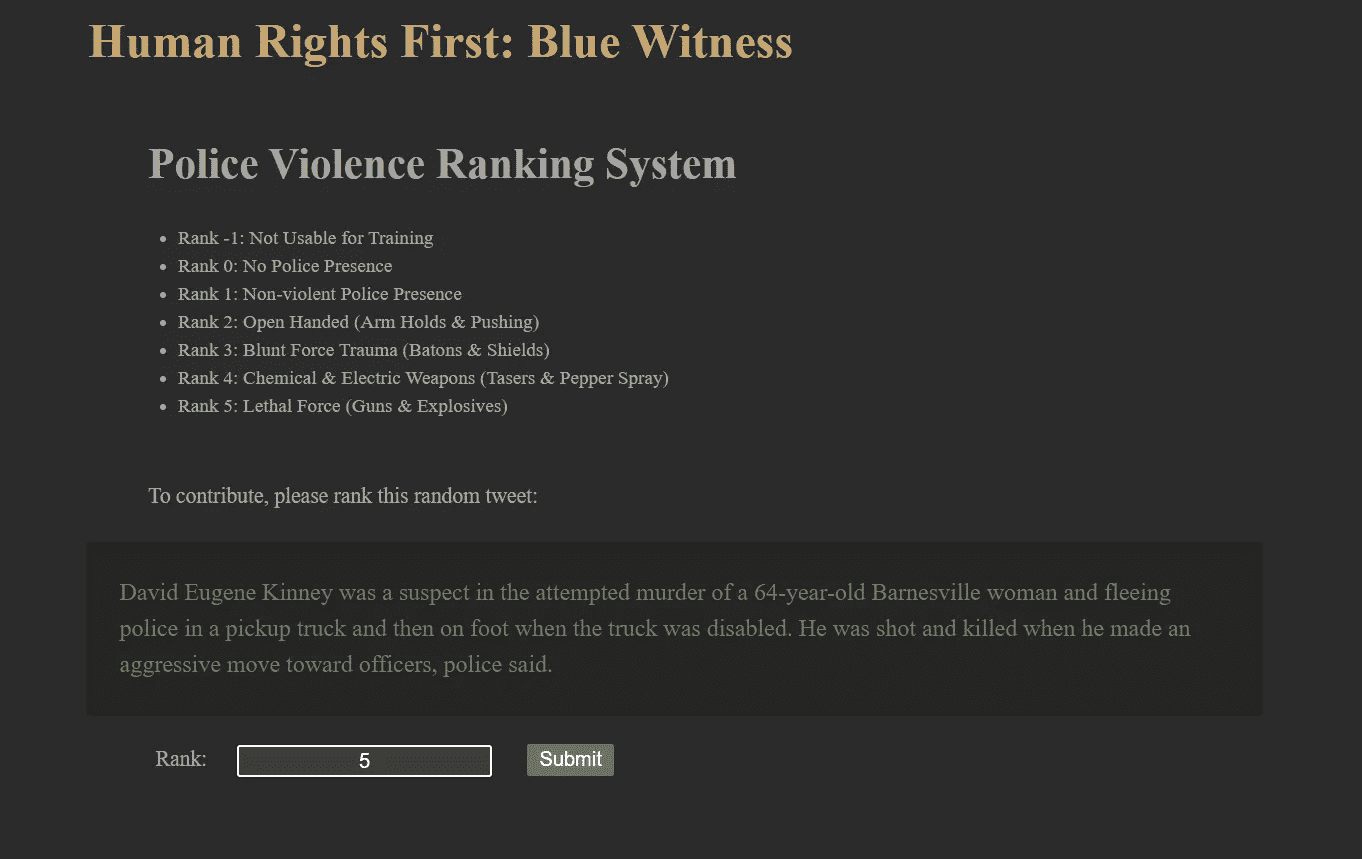 Human Rights First: Blue Witness
Police Violence Ranking System
• Rank -1: Not Usable for Training
• Rank 0: No Police Presence
• Rank 1: Non-violent Police Presence
• Rank 2: Open Handed (Arm Holds & Pushing)
• Rank 3: Blunt Force Trauma (Batons & Shields)
• Rank 4: Chemical & Electric Weapons (Tasers & Pepper Spray)
• Rank 5: Lethal Force (Guns & Explosives)
To contribute, please rank this random tweet:
David Eugene Kinney was a suspect in the attempted murder of a 64-year-old Barnesville woman and fleeing
police in a pickup truck and then on foot when the truck was disabled. He was shot and killed when he made an
aggressive move toward officers, police said.
Rank: 5 Submit